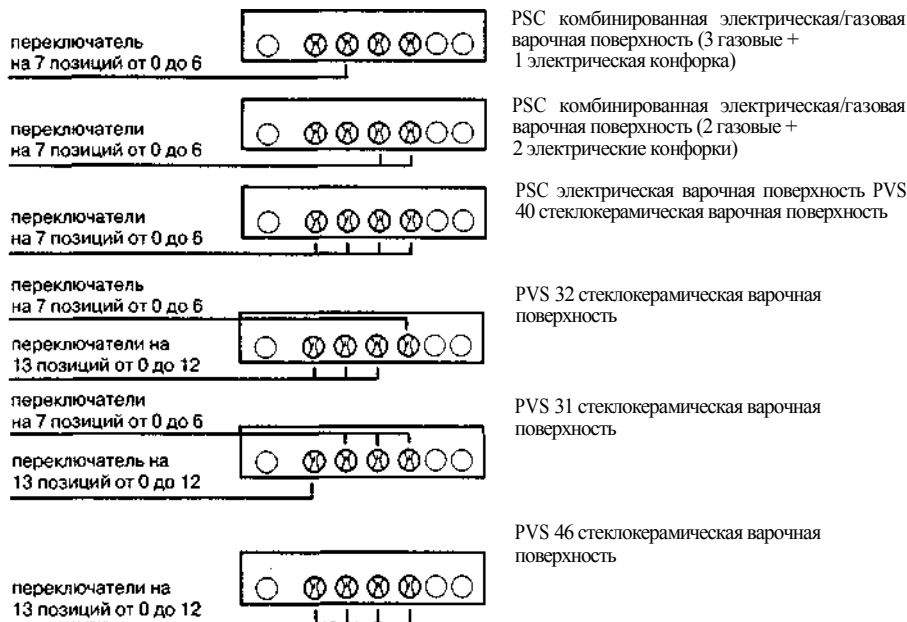 переключатель
на 7 позиций от 0 до 6
PSC комбинированная электрическая/газовая
варочная поверхность (3 газовые +
1 электрическая конфорка)
переключатели
на 7 позиций от 0 до 6
PSC комбинированная электрическая/газовая
варочная поверхность (2 газовые +
2 электрические конфорки)
переключатели
на 7 позиций от 0 до 6
PSC электрическая варочная поверхность PVS
40 стеклокерамическая варочная поверхность
переключатель
на 7 позиций от 0 до 6
переключатели на
13 позиций от 0 до 12
PVS 32 стеклокерамическая варочная
поверхность
переключатели
на 7 позиций от 0 до 6
переключатель на
13 позиций от 0 до 12
PVS 31 стеклокерамическая варочная
поверхность
переключатели на
13 позиций от 0 до 12
PVS 46 стеклокерамическая варочная
поверхность